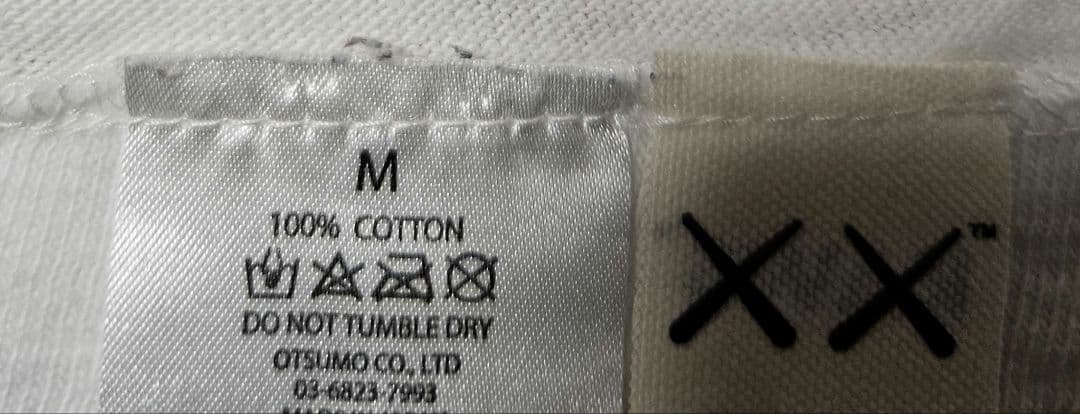 M
100% COTTON
DO NOT TUMBLE DRY
OTSUMO CO., LTD
03-6823-7993
XX™